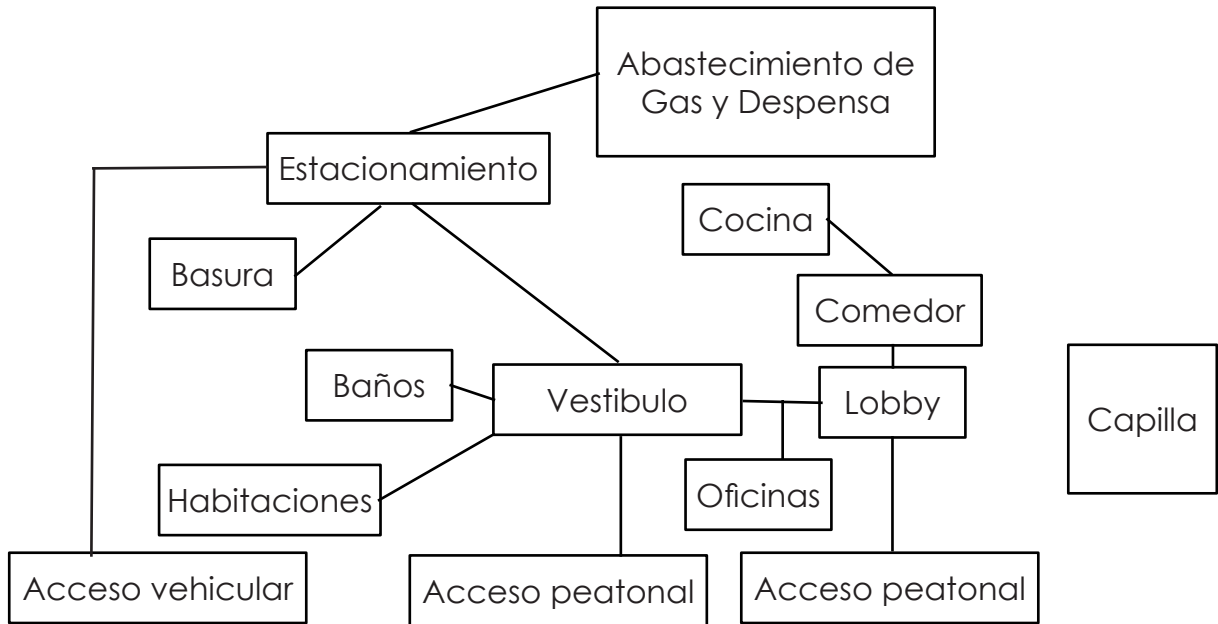 Abastecimiento de
Gas y Despensa
Estacionamiento
Cocina
Basura
Comedor
Baños
Vestibulo
Lobby
Capilla
Habitaciones
Oficinas
Acceso vehicular
Acceso peatonal
Acceso peatonal